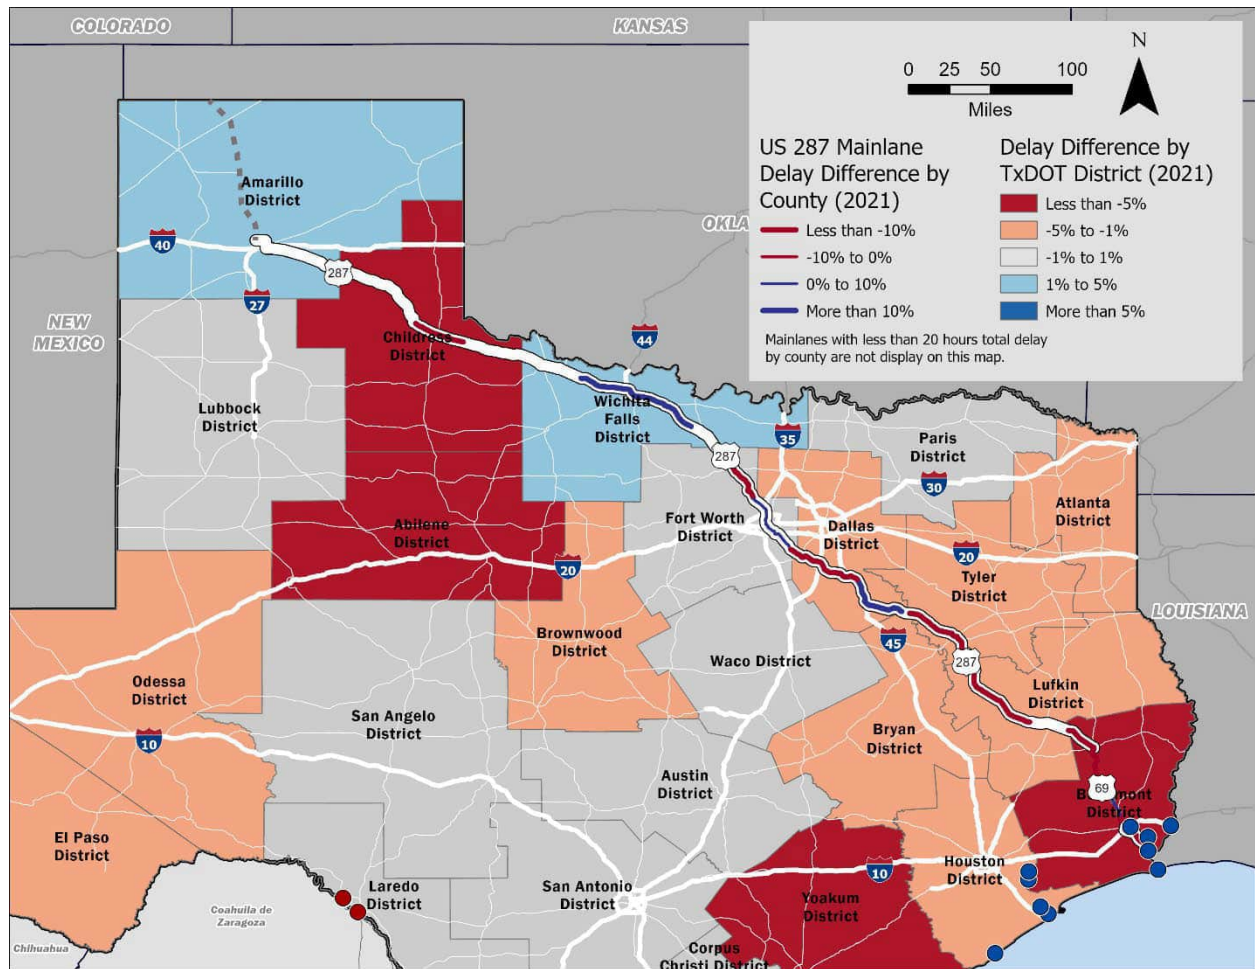 COLORADO
KANSAS
N
0 25 50 100
Miles
US 287 Mainlane
Delay Difference by
County (2021)
Less than -10%
-10% to 0%
0% to 10%
More than 10%
Delay Difference by
TxDOT District (2021)
Less than -5%
-5% to -1%
-1% to 1%
1% to 5%
More than 5%
Mainlanes with less than 20 hours total delay
by county are not display on this map.
Amarillo
District
40
287
27
NEW
MEXICO
Childress
District
44
Lubbock
District
Wichita
Falls
District
35
287
Paris
District
30
Atlanta
District
Abilene
District
Fort Worth
District
Dallas
District
20
20
Tyler
District
LOUISIANA
Brownwood
District
Waco District
45
287
Odessa
District
Lufkin
District
San Angelo
District
10
Bryan
District
Austin
District
69
District
El Paso
District
Houston
District
10
Laredo
District
San Antonio
District
Yoakum
District
Coahuila de
Zaragoza
Chihuahua
Corpus
Christi District